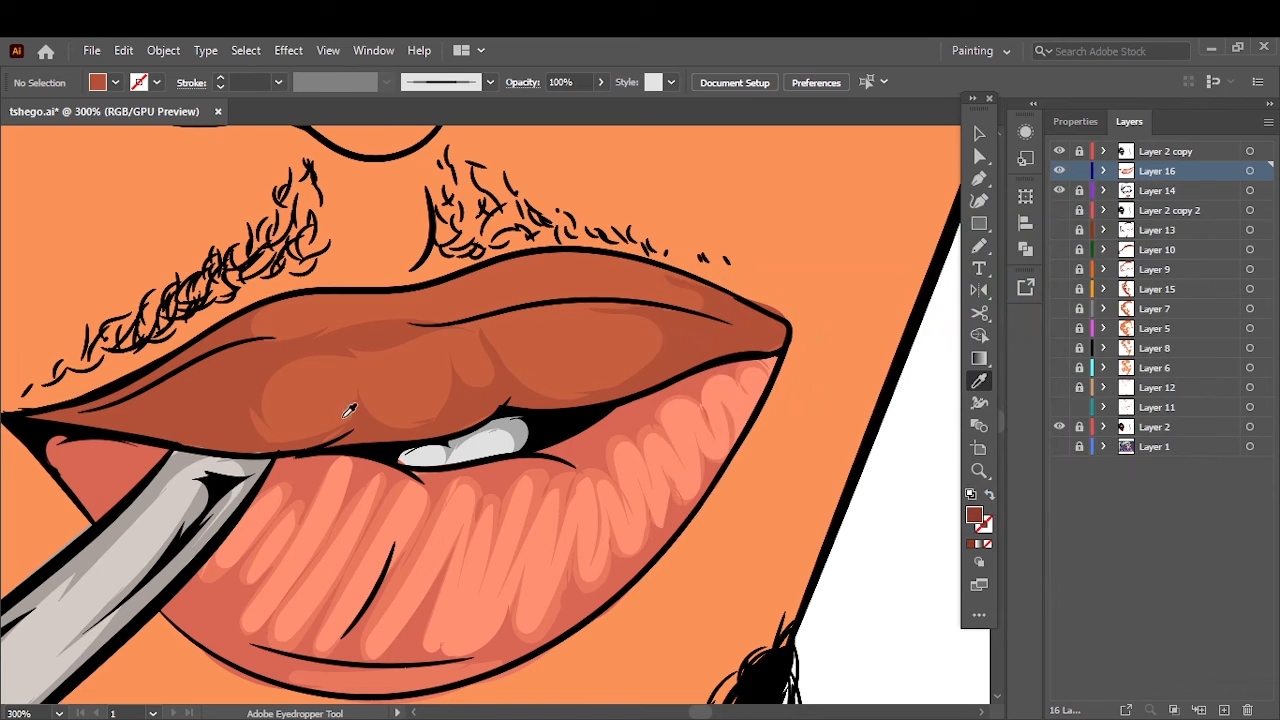 Ai File Edit Object Type Select Effect View Window Help Painting Search Adobe Stock
No Selection Stroke: Opacity: 100% Style: Document Setup Preferences
tshego.ai* @ 300% (RGB/GPU Preview)
Properties Layers
Layer 2 copy
Layer 16
Layer 14
Layer 2 copy 2
Layer 13
Layer 10
Layer 9
Layer 15
Layer 7
Layer 5
Layer 8
Layer 6
Layer 12
Layer 11
Layer 2
Layer 1
300% 1 Adobe Eyedropper Tool 16 La...